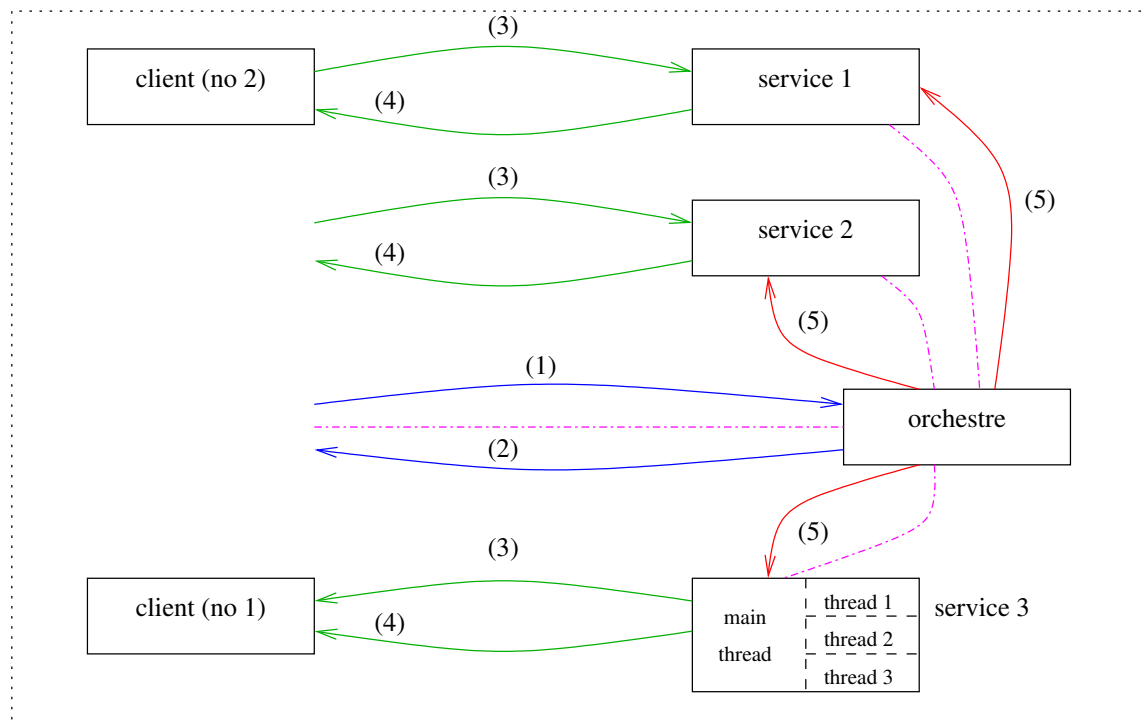 (3)
client (no 2)
service 1
(4)
(3)
(5)
service 2
(4)
(5)
(1)
orchestre
(2)
(5)
(3)
client (no 1)
(4)
main
thread
thread 1
thread 2
thread 3
service 3